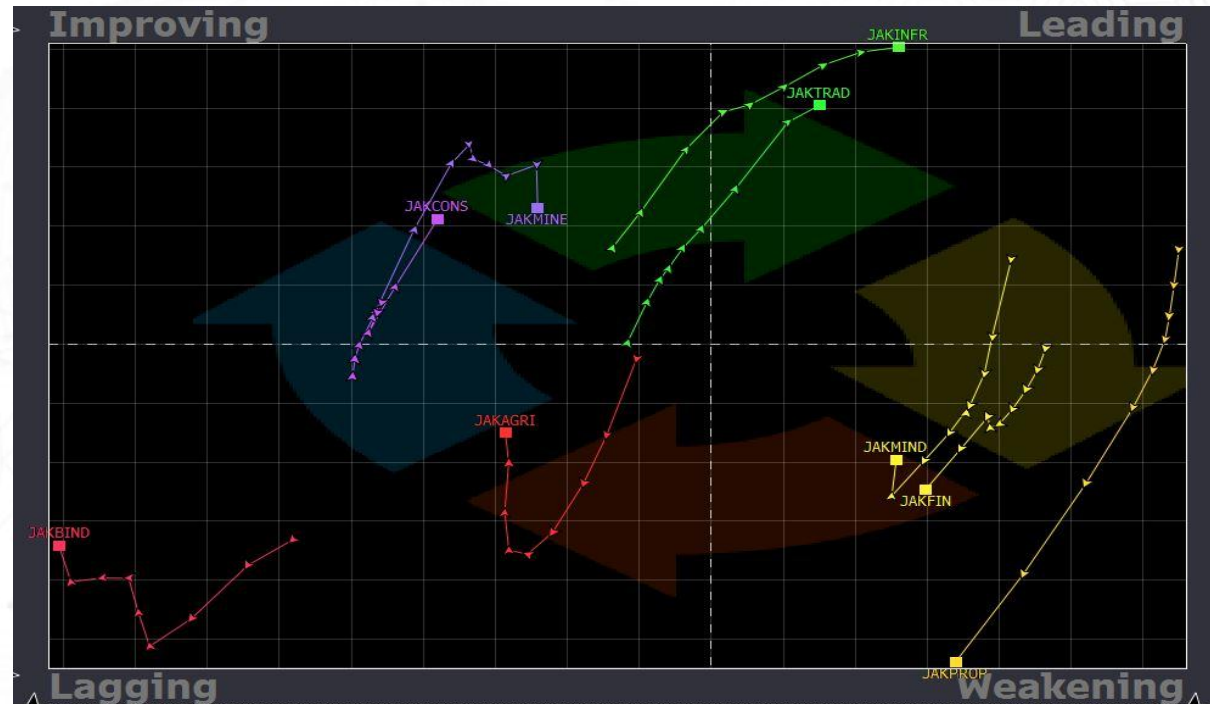 Improving
Leading
JAKINFR
JAKTRAD
JAKCONS
JAKMINE
JAKAGRI
JAKMIND
JAKFIN
JAKBIND
JAKPROP
Lagging
Weakening